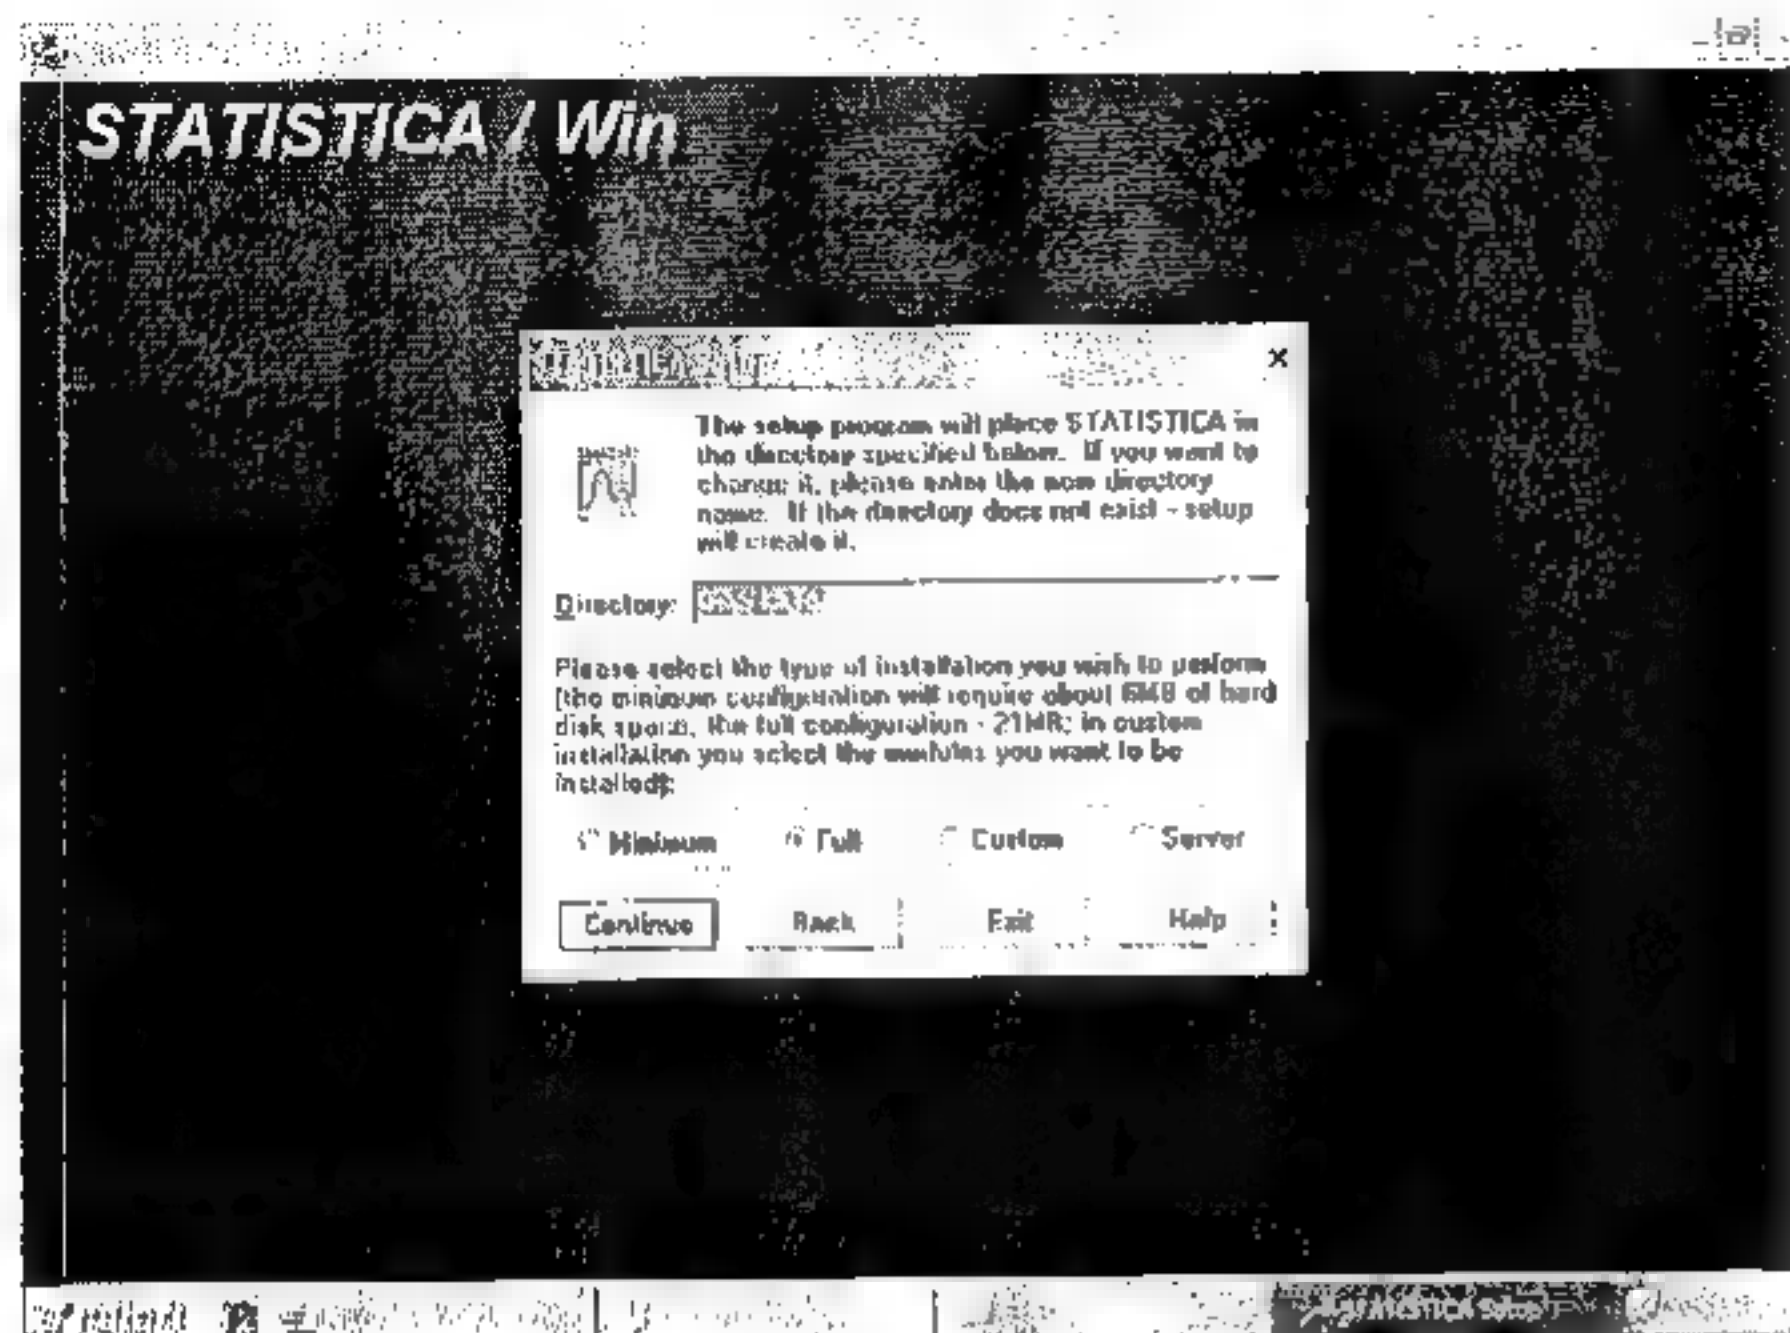 STATISTICA / Win
The setup program will place STATISTICA in
the directory specified below. If you want to
change it, please enter the new directory
name. If the directory does not exist - setup
will create it.
Directory:
Please select the type of installation you wish to perform
(the minimum configuration will require about 6MB of hard
disk space, the full configuration - 21MB; in custom
installation you select the modules you want to be
installed):
Minimum Full Custom Server
Continue Back Exit Help
STATISTICA Setup